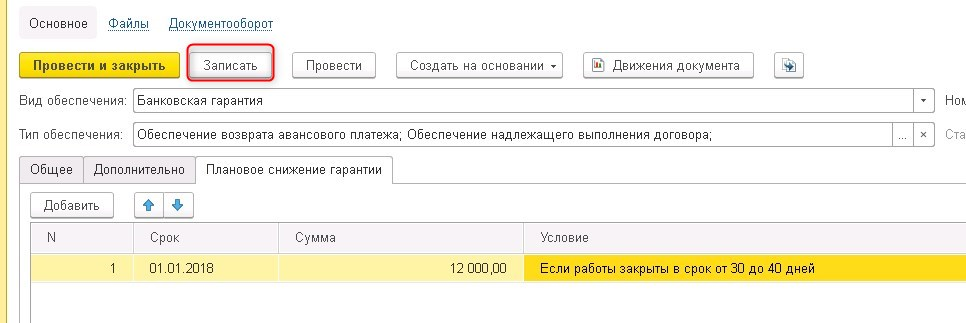 Основное Файлы Документооборот
Провести и закрыть Записать Провести Создать на основании Движения документа
Вид обеспечения: Банковская гарантия Ном
Тип обеспечения: Обеспечение возврата авансового платежа; Обеспечение надлежащего выполнения договора; ... × Ста
Общее Дополнительно Плановое снижение гарантии
Добавить
N Срок Сумма Условие
1 01.01.2018 12 000,00 Если работы закрыты в срок от 30 до 40 дней